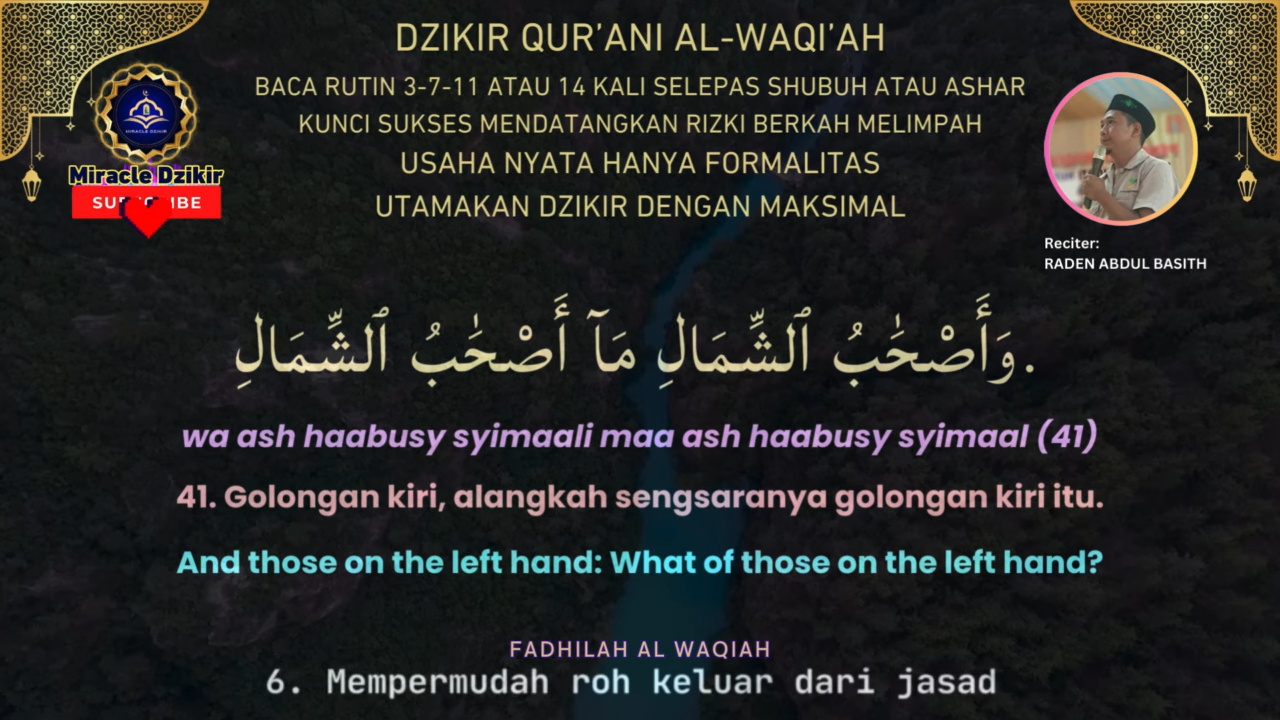 DZIKIR QUR’ANI AL-WAQI’AH
BACA RUTIN 3-7-11 ATAU 14 KALI SELEPAS SHUBUH ATAU ASHAR
KUNCI SUKSES MENDATANGKAN RIZKI BERKAH MELIMPAH
USAHA NYATA HANYA FORMALITAS
UTAMAKAN DZIKIR DENGAN MAKSIMAL
MIRACLE DZIKIR
Miracle Dzikir
Reciter:
RADEN ABDUL BASITH
وَأَصْحَٰبُ ٱلشِّمَالِ مَآ أَصْحَٰبُ ٱلشِّمَالِ.
wa ash haabusy syimaali maa ash haabusy syimaal (41)
41. Golongan kiri, alangkah sengsaranya golongan kiri itu.
And those on the left hand: What of those on the left hand?
FADHILAH AL WAQIAH
6. Mempermudah roh keluar dari jasad